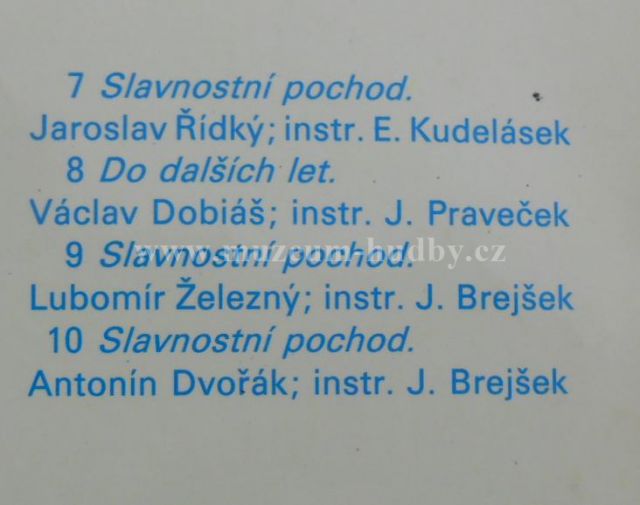 7 Slavnostní pochod.
Jaroslav Řídký; instr. E. Kudelásek
8 Do dalších let.
Václav Dobiáš; instr. J. Praveček
www.muzeum-hudby.cz
9 Slavnostní pochod.
Lubomír Železný; instr. J. Brejšek
10 Slavnostní pochod.
Antonín Dvořák; instr. J. Brejšek